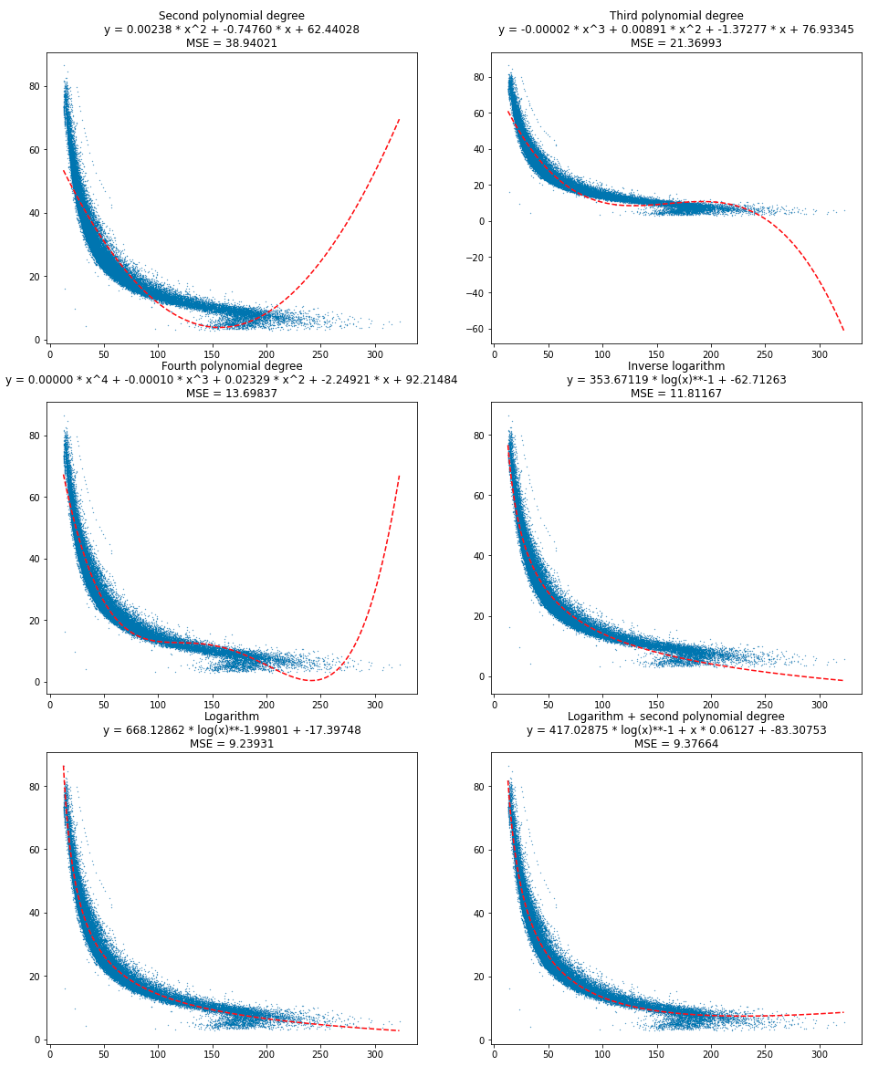 Second polynomial degree
y = 0.00238 * x^2 + -0.74760 * x + 62.44028
MSE = 38.94021
80
60
40
20
0
0 50 100 150 200 250 300
Third polynomial degree
y = -0.00002 * x^3 + 0.00891 * x^2 + -1.37277 * x + 76.93345
MSE = 21.36993
80
60
40
20
0
−20
−40
−60
0 50 100 150 200 250 300
Fourth polynomial degree
y = 0.00000 * x^4 + -0.00010 * x^3 + 0.02329 * x^2 + -2.24921 * x + 92.21484
MSE = 13.69837
80
60
40
20
0
0 50 100 150 200 250 300
Inverse logarithm
y = 353.67119 * log(x)**-1 + -62.71263
MSE = 11.81167
80
60
40
20
0
0 50 100 150 200 250 300
Logarithm
y = 668.12862 * log(x)**-1.99801 + -17.39748
MSE = 9.23931
80
60
40
20
0
0 50 100 150 200 250 300
Logarithm + second polynomial degree
y = 417.02875 * log(x)**-1 + x * 0.06127 + -83.30753
MSE = 9.37664
80
60
40
20
0
0 50 100 150 200 250 300